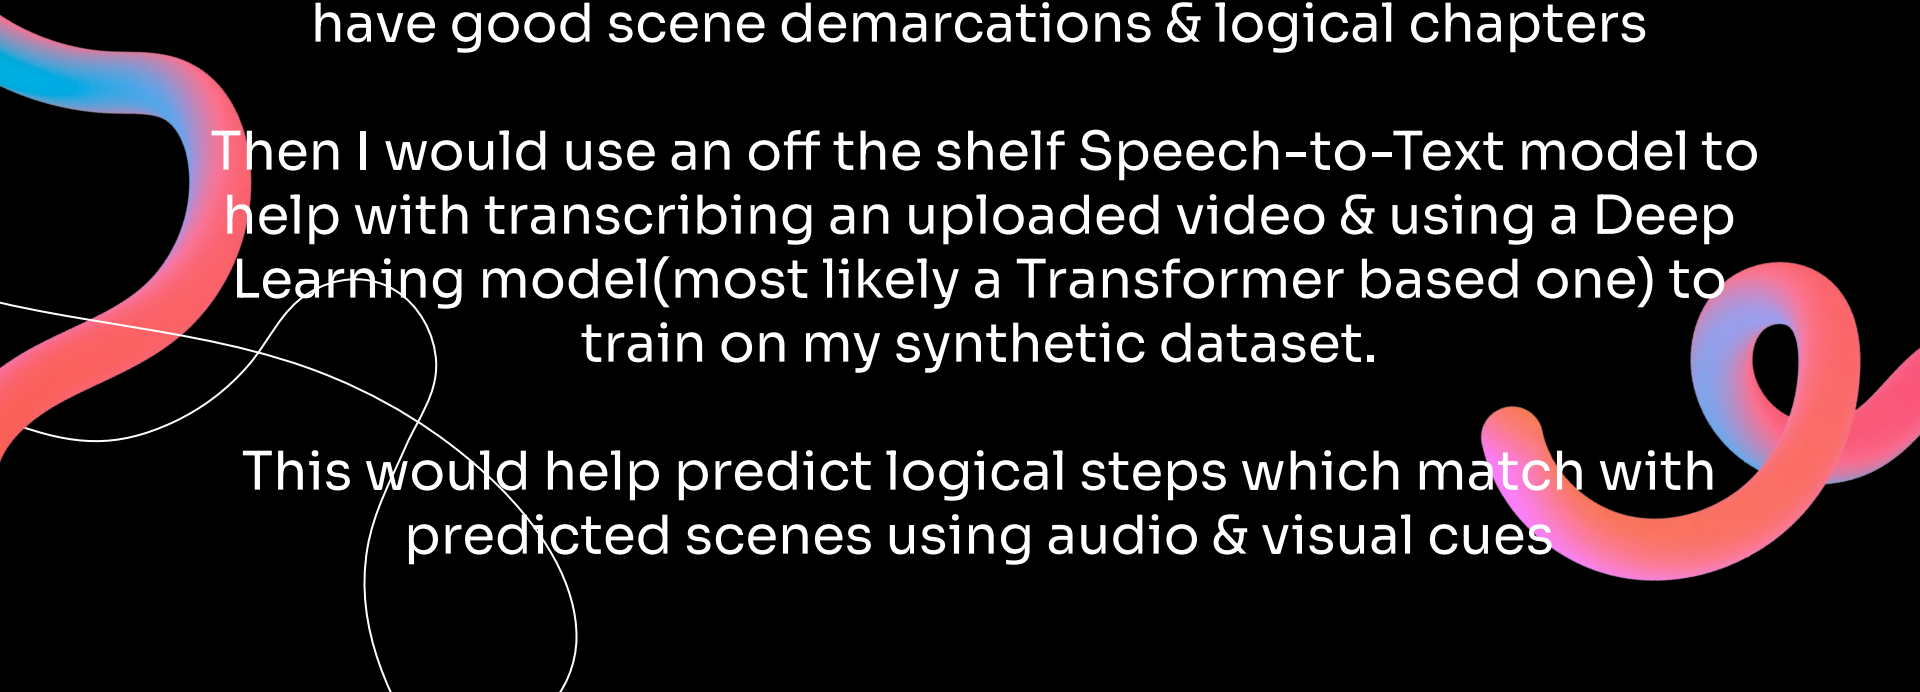 have good scene demarcations & logical chapters
Then I would use an off the shelf Speech-to-Text model to
help with transcribing an uploaded video & using a Deep
Learning model(most likely a Transformer based one) to
train on my synthetic dataset.
This would help predict logical steps which match with
predicted scenes using audio & visual cues